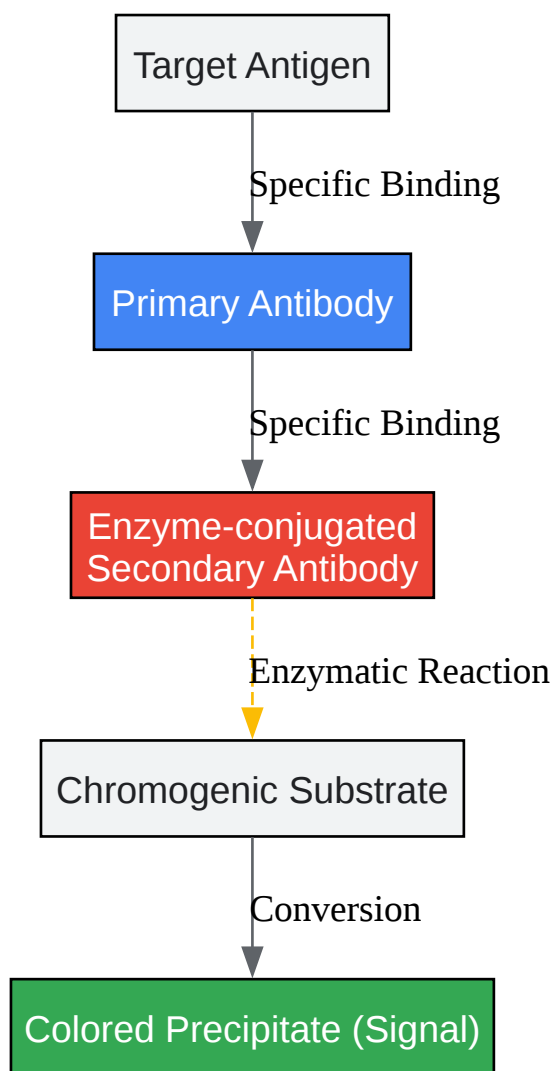 Target Antigen
Specific Binding
Primary Antibody
Specific Binding
Enzyme-conjugated
Secondary Antibody
Enzymatic Reaction
Chromogenic Substrate
Conversion
Colored Precipitate (Signal)